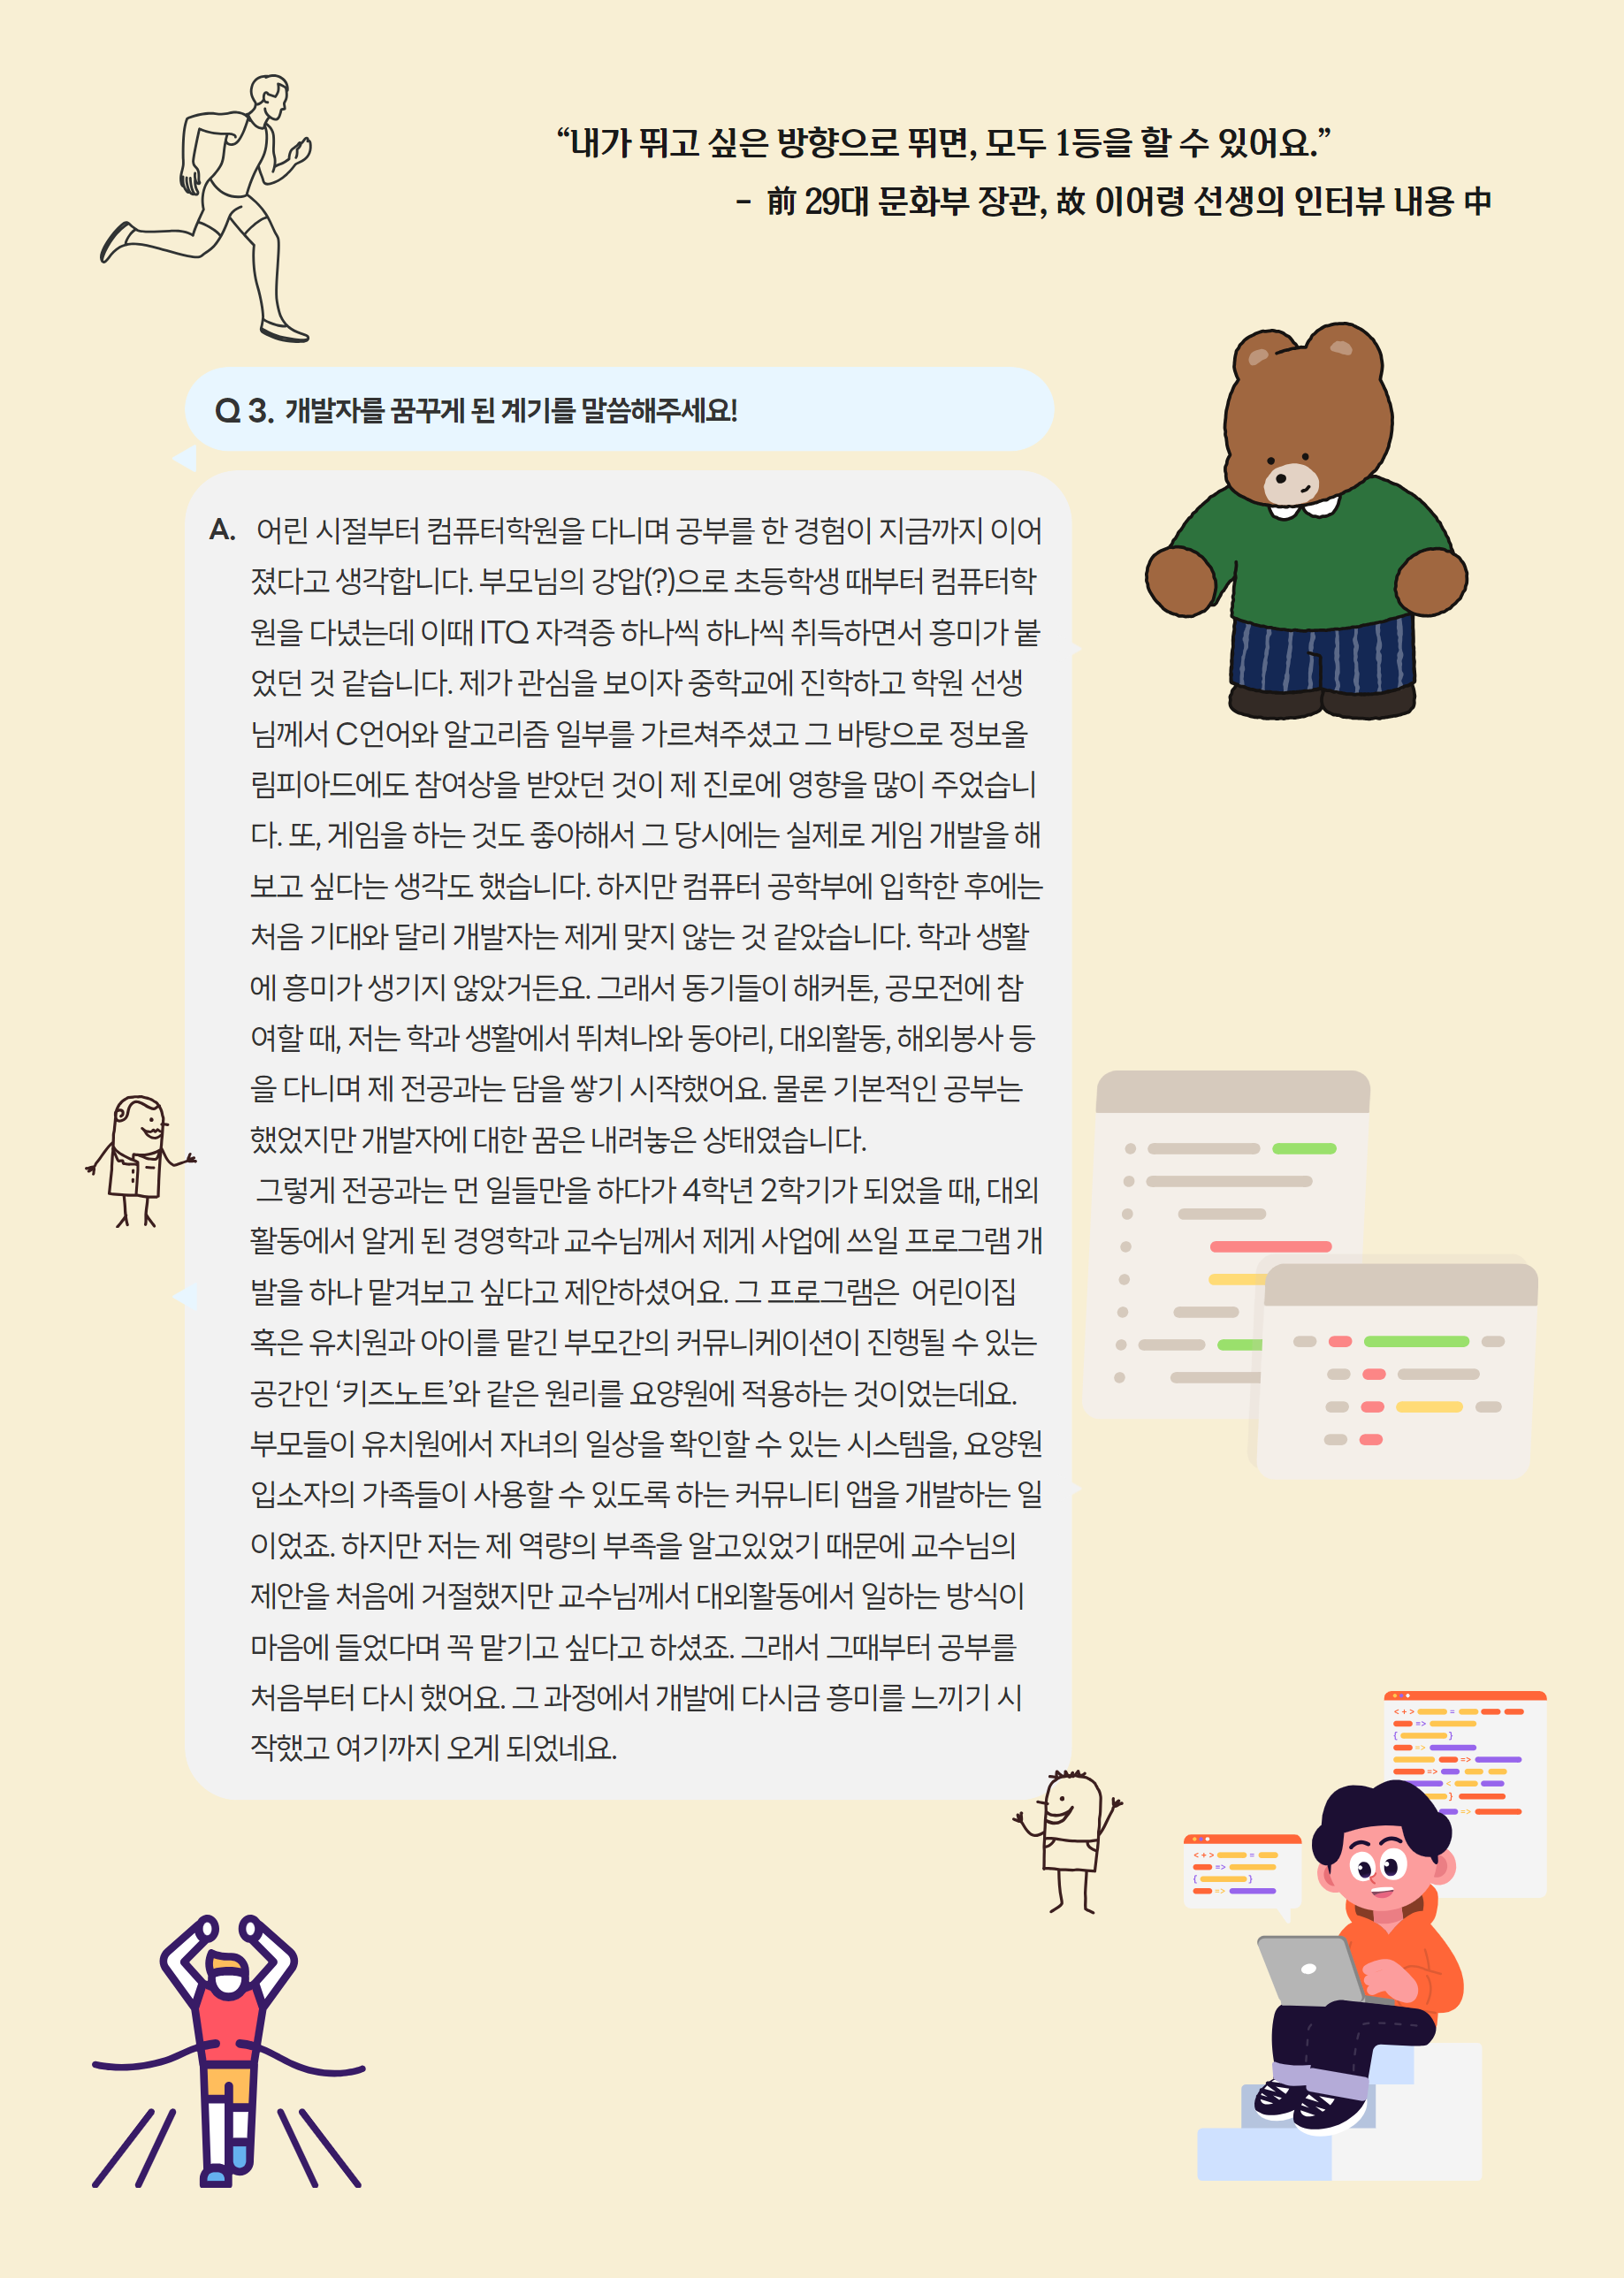 “내가 뛰고 싶은 방향으로 뛰면, 모두 1등을 할 수 있어요.”
- 前 29대 문화부 장관, 故 이어령 선생의 인터뷰 내용 中
Q 3. 개발자를 꿈꾸게 된 계기를 말씀해주세요!
A. 어린 시절부터 컴퓨터학원을 다니며 공부를 한 경험이 지금까지 이어
졌다고 생각합니다. 부모님의 강압(?)으로 초등학생 때부터 컴퓨터학
원을 다녔는데 이때 ITQ 자격증 하나씩 하나씩 취득하면서 흥미가 붙
었던 것 같습니다. 제가 관심을 보이자 중학교에 진학하고 학원 선생
님께서 C언어와 알고리즘 일부를 가르쳐주셨고 그 바탕으로 정보올
림피아드에도 참여상을 받았던 것이 제 진로에 영향을 많이 주었습니
다. 또, 게임을 하는 것도 좋아해서 그 당시에는 실제로 게임 개발을 해
보고 싶다는 생각도 했습니다. 하지만 컴퓨터 공학부에 입학한 후에는
처음 기대와 달리 개발자는 제게 맞지 않는 것 같았습니다. 학과 생활
에 흥미가 생기지 않았거든요. 그래서 동기들이 해커톤, 공모전에 참
여할 때, 저는 학과 생활에서 뛰쳐나와 동아리, 대외활동, 해외봉사 등
을 다니며 제 전공과는 담을 쌓기 시작했어요. 물론 기본적인 공부는
했었지만 개발자에 대한 꿈은 내려놓은 상태였습니다.
그렇게 전공과는 먼 일들만을 하다가 4학년 2학기가 되었을 때, 대외
활동에서 알게 된 경영학과 교수님께서 제게 사업에 쓰일 프로그램 개
발을 하나 맡겨보고 싶다고 제안하셨어요. 그 프로그램은 어린이집
혹은 유치원과 아이를 맡긴 부모간의 커뮤니케이션이 진행될 수 있는
공간인 ‘키즈노트’와 같은 원리를 요양원에 적용하는 것이었는데요.
부모들이 유치원에서 자녀의 일상을 확인할 수 있는 시스템을, 요양원
입소자의 가족들이 사용할 수 있도록 하는 커뮤니티 앱을 개발하는 일
이었죠. 하지만 저는 제 역량의 부족을 알고있었기 때문에 교수님의
제안을 처음에 거절했지만 교수님께서 대외활동에서 일하는 방식이
마음에 들었다며 꼭 맡기고 싶다고 하셨죠. 그래서 그때부터 공부를
처음부터 다시 했어요. 그 과정에서 개발에 다시금 흥미를 느끼기 시
작했고 여기까지 오게 되었네요.